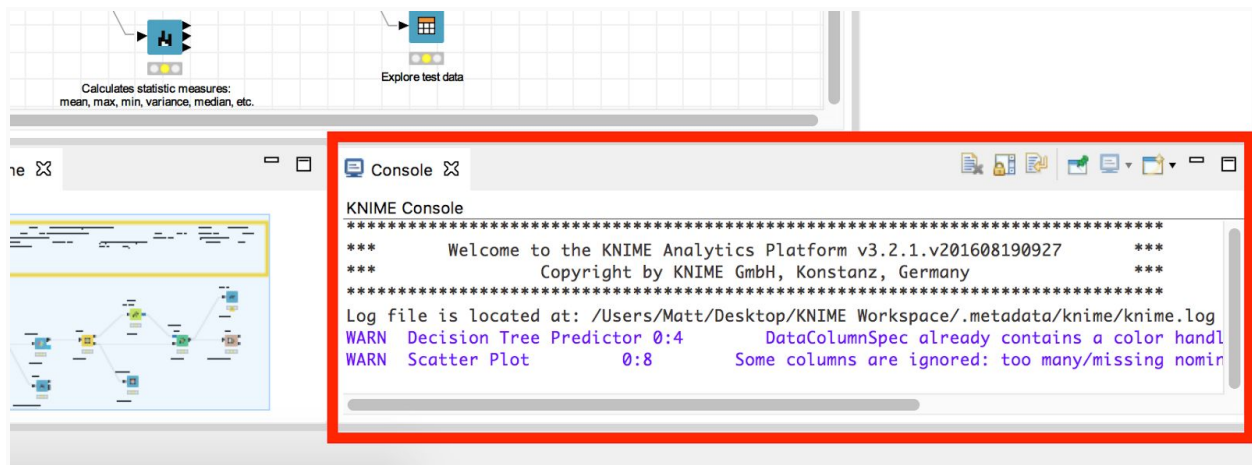 Calculates statistic measures:
mean, max, min, variance, median, etc.
Explore test data
ne
Console
KNIME Console
********************************************************************************
*** Welcome to the KNIME Analytics Platform v3.2.1.v201608190927 ***
*** Copyright by KNIME GmbH, Konstanz, Germany ***
********************************************************************************
Log file is located at: /Users/Matt/Desktop/KNIME Workspace/.metadata/knime/knime.log
WARN Decision Tree Predictor 0:4 DataColumnSpec already contains a color handl
WARN Scatter Plot 0:8 Some columns are ignored: too many/missing nomin